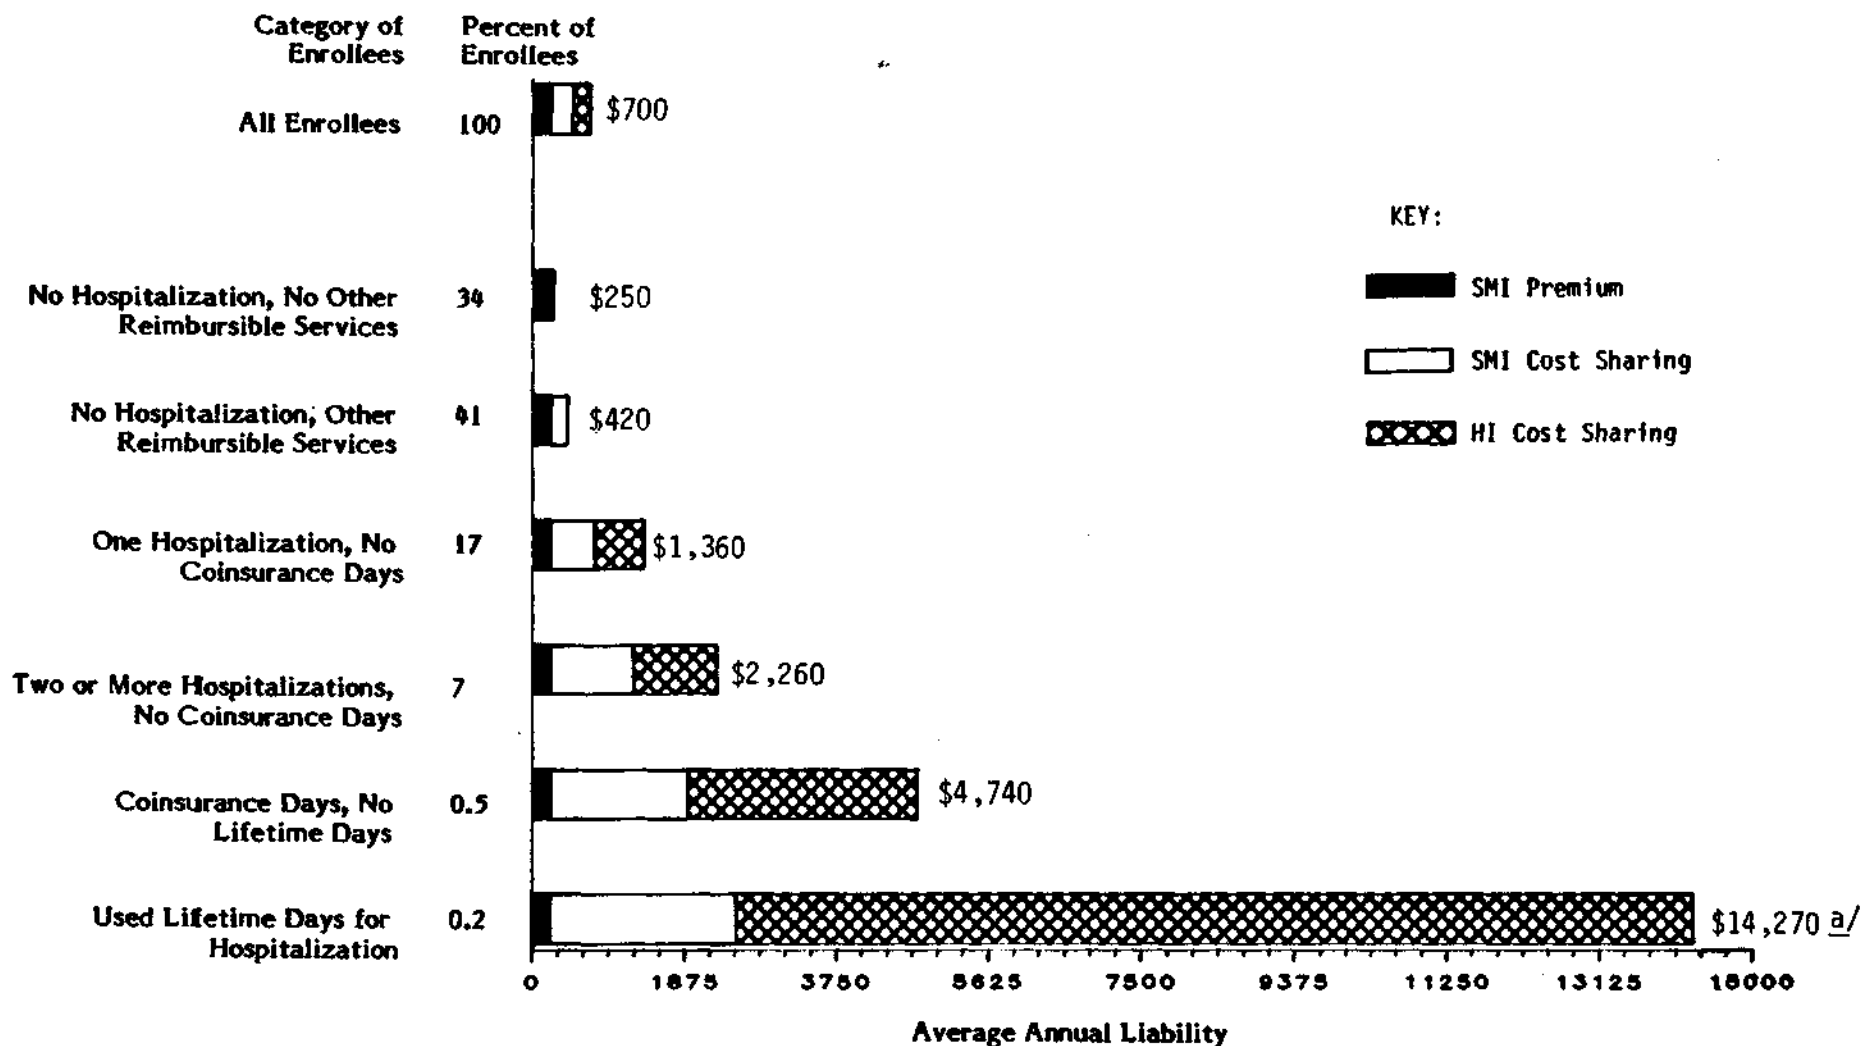 Category of Enrollees
Percent of Enrollees
All Enrollees 100 $700
No Hospitalization, No Other 34 $250
Reimbursible Services
No Hospitalization, Other 41 $420
Reimbursible Services
One Hospitalization, No 17 $1,360
Coinsurance Days
Two or More Hospitalizations, 7 $2,260
No Coinsurance Days
Coinsurance Days, No 0.5 $4,740
Lifetime Days
Used Lifetime Days for 0.2 $14,270 a/
Hospitalization
KEY:
SMI Premium
SMI Cost Sharing
HI Cost Sharing
0 1875 3750 5625 7500 9375 11250 13125 15000
Average Annual Liability